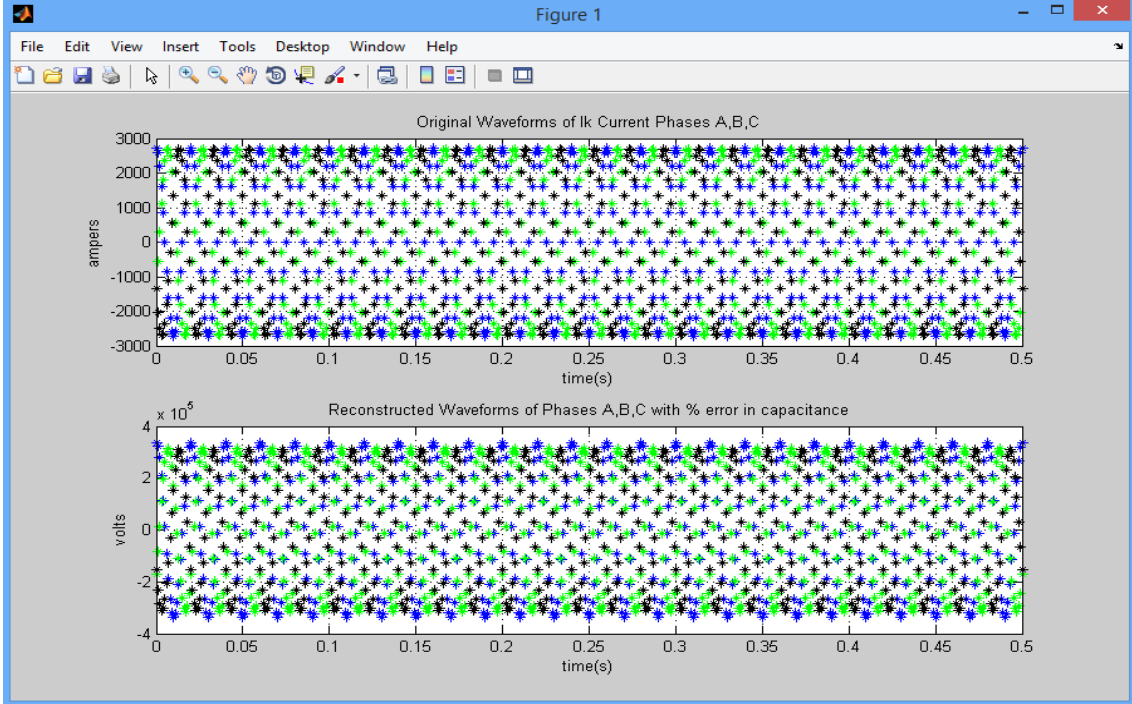 Figure 1
File Edit View Insert Tools Desktop Window Help
Original Waveforms of Ik Current Phases A,B,C
3000
2000
1000
0
-1000
-2000
-3000
ampers
0 0.05 0.1 0.15 0.2 0.25 0.3 0.35 0.4 0.45 0.5
time(s)
Reconstructed Waveforms of Phases A,B,C with % error in capacitance
x 10^5
4
2
0
-2
-4
volts
0 0.05 0.1 0.15 0.2 0.25 0.3 0.35 0.4 0.45 0.5
time(s)